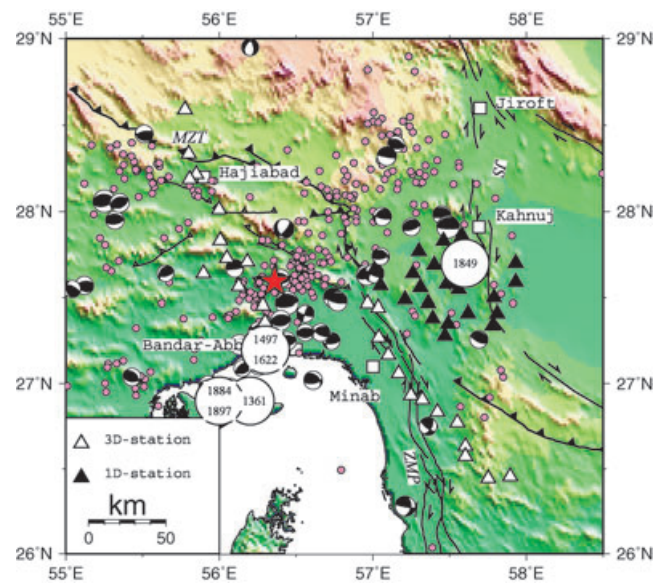 55˚E 56˚E 57˚E 58˚E
29˚N 29˚N
Jiroft
MZT
JS
Hajiabad
28˚N 28˚N
Kahnuj
1849
Bandar-Abb
1497
1622
27˚N 27˚N
Minab
1884
1897
1361
3D-station
1D-station
ZMP
km
0 50
26˚N 26˚N
55˚E 56˚E 57˚E 58˚E